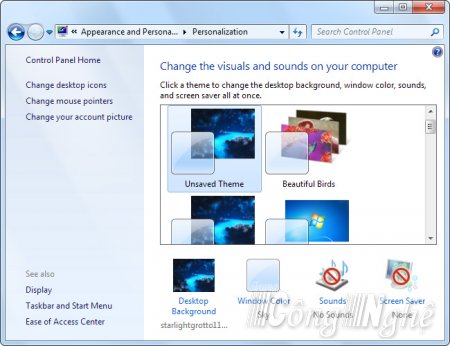 Appearance and Persona... ▸ Personalization
Search Control Panel
Control Panel Home
Change desktop icons
Change mouse pointers
Change your account picture
Change the visuals and sounds on your computer
Click a theme to change the desktop background, window color, sounds,
and screen saver all at once.
Unsaved Theme
Beautiful Birds
See also
Display
Taskbar and Start Menu
Ease of Access Center
Desktop
Background
starlightgrotto11...
Window Color
Sky
Sounds
No Sounds
Screen Saver
None
CôngNghệ